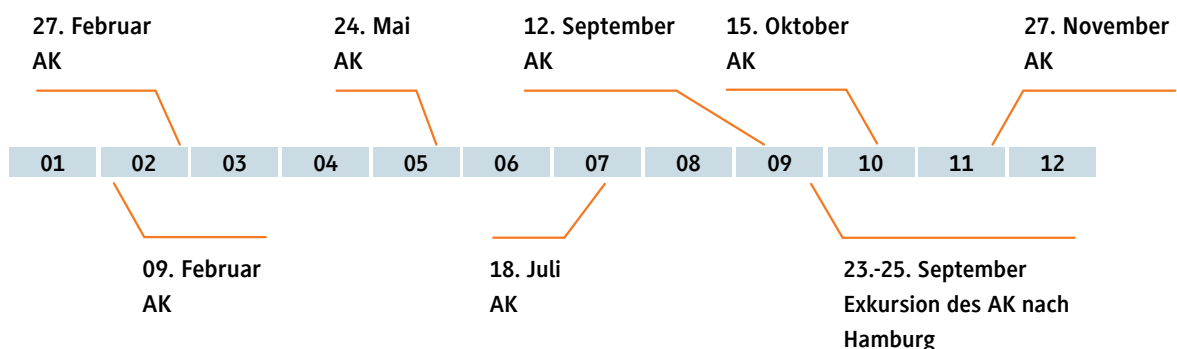 27. Februar
AK
24. Mai
AK
12. September
AK
15. Oktober
AK
27. November
AK
01 02 03 04 05 06 07 08 09 10 11 12
09. Februar
AK
18. Juli
AK
23.-25. September
Exkursion des AK nach
Hamburg